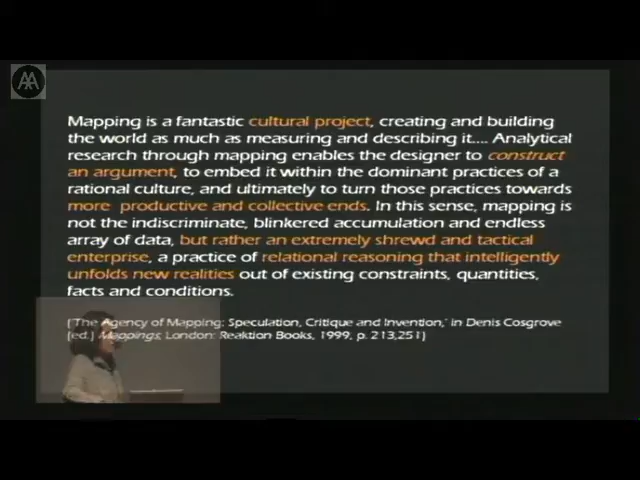 AA
Mapping is a fantastic cultural project, creating and building
the world as much as measuring and describing it.... Analytical
research through mapping enables the designer to construct
an argument, to embed it within the dominant practices of a
rational culture, and ultimately to turn those practices towards
more productive and collective ends. In this sense, mapping is
not the indiscriminate, blinkered accumulation and endless
array of data, but rather an extremely shrewd and tactical
enterprise, a practice of relational reasoning that intelligently
unfolds new realities out of existing constraints, quantities,
facts and conditions.
('The Agency of Mapping: Speculation, Critique and Invention,' in Denis Cosgrove
(ed.) Mappings, London: Reaktion Books, 1999, p. 213,251)